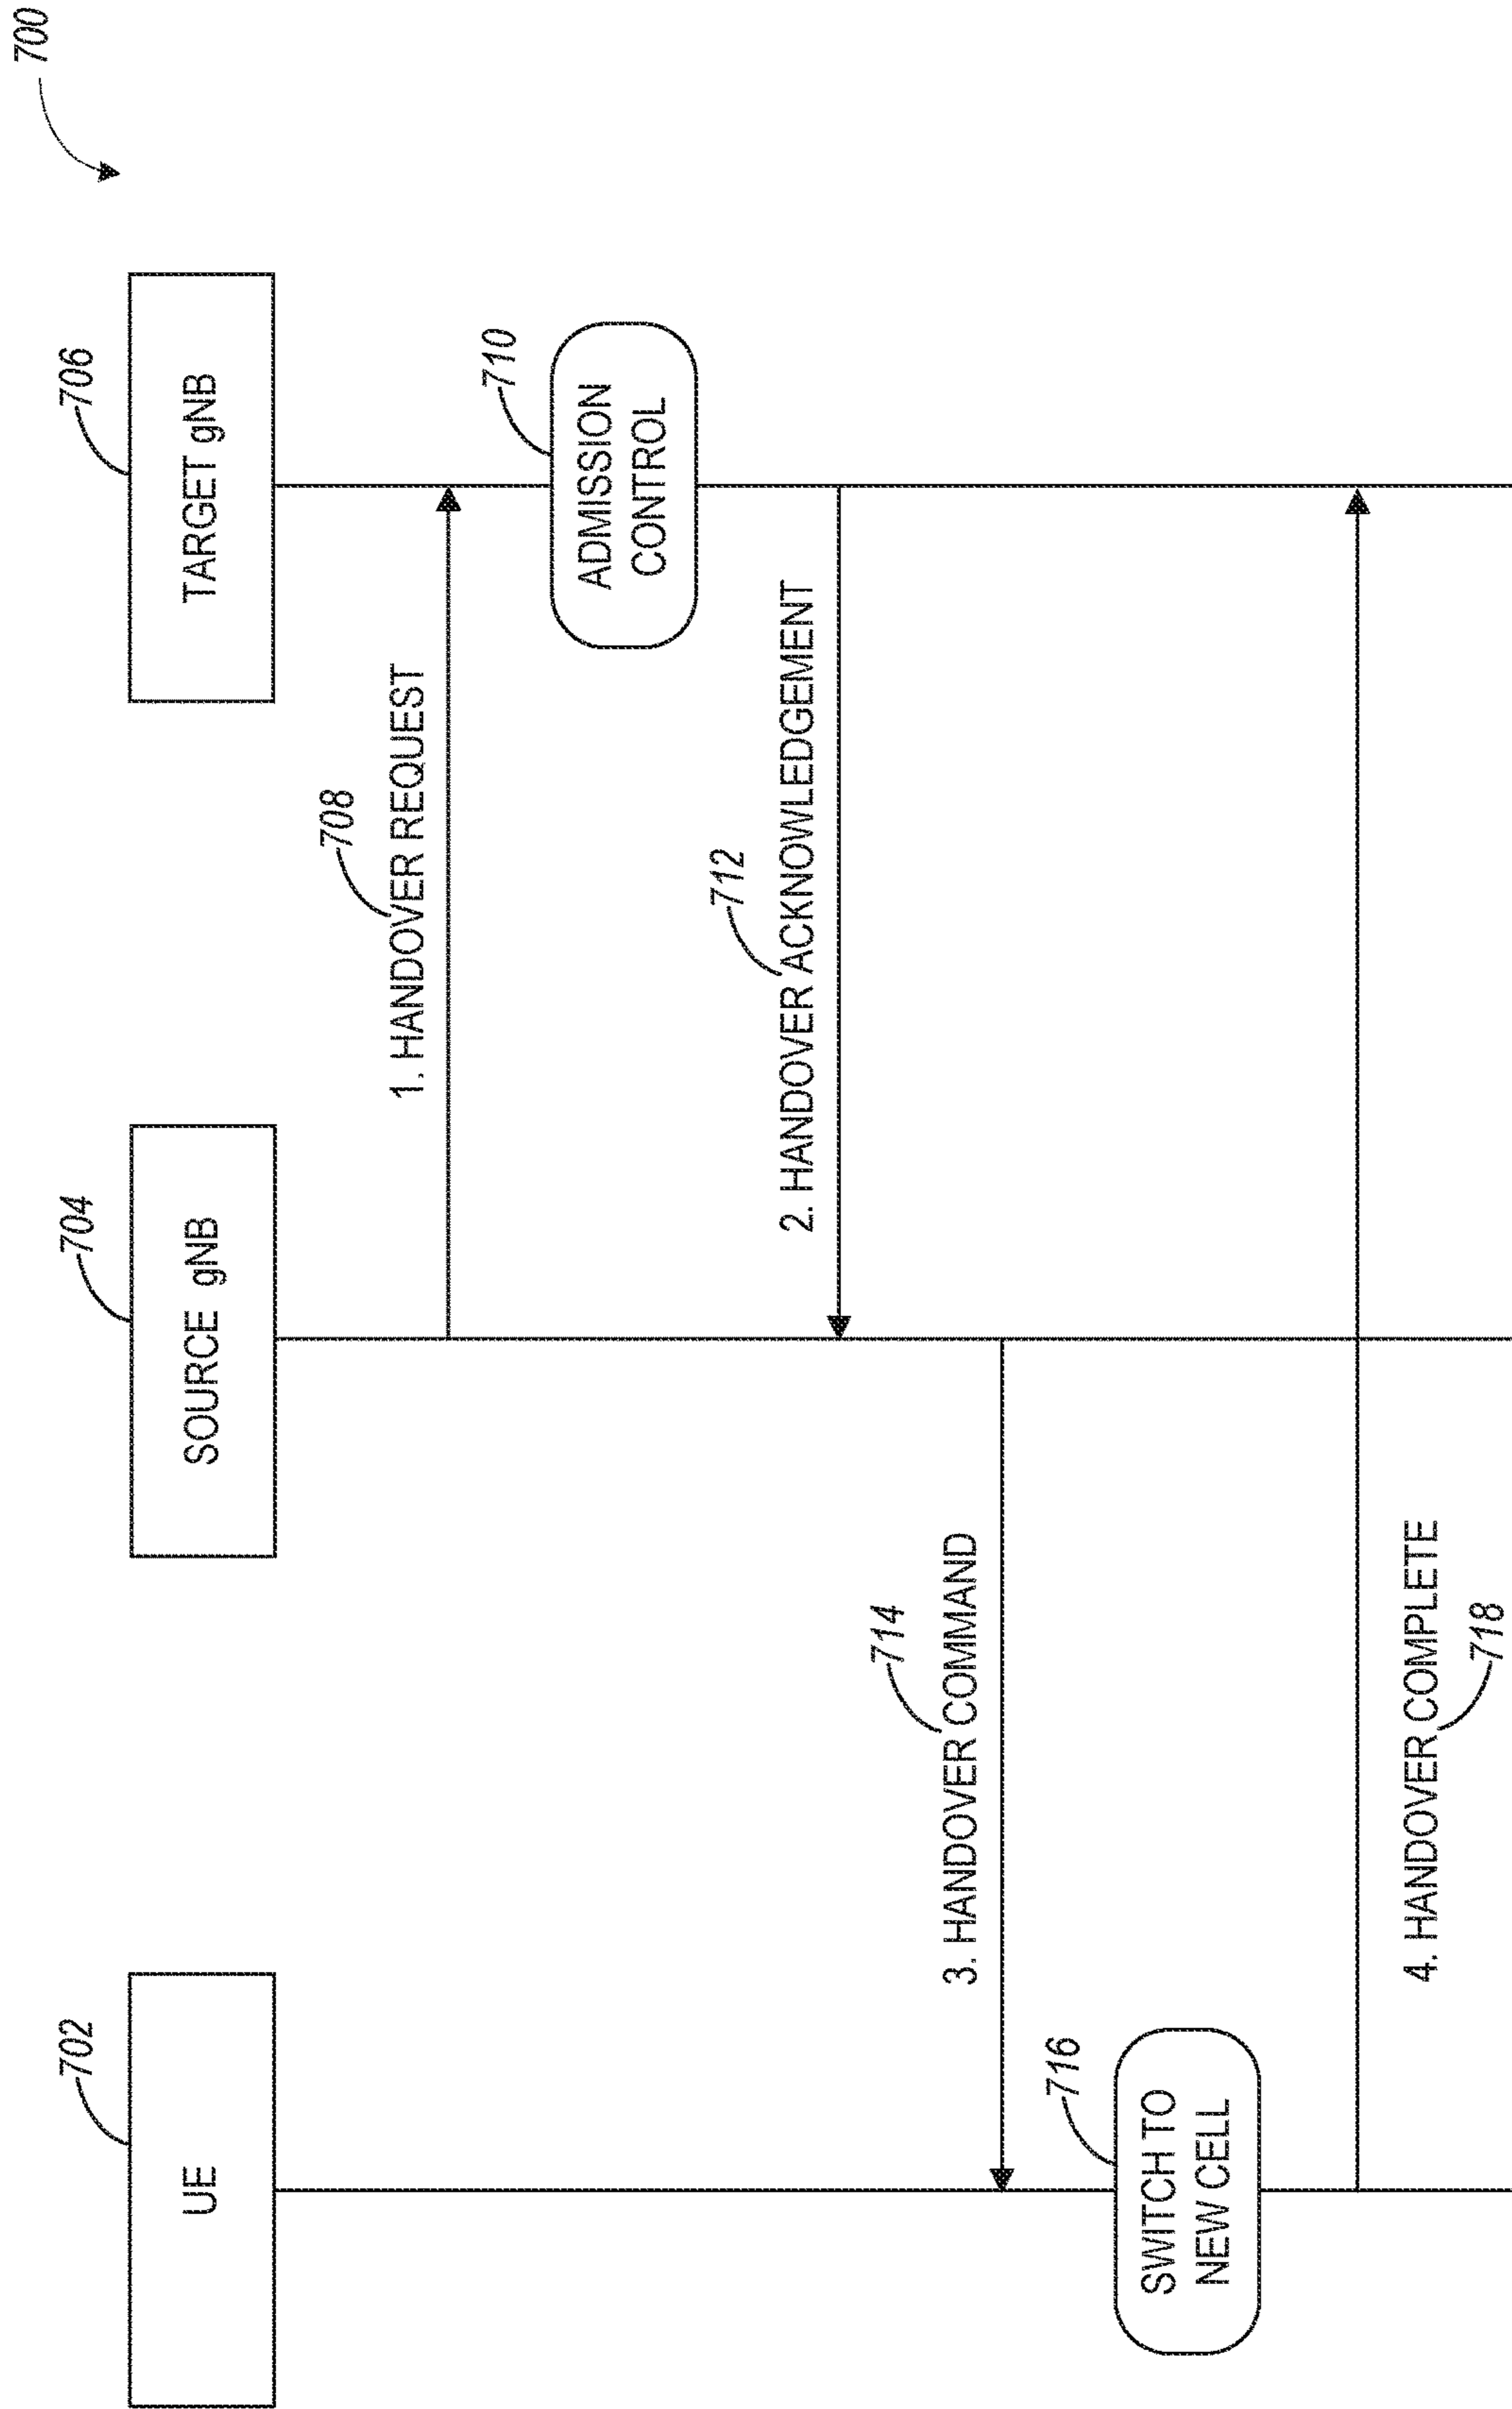 700
702
704
706
UE
SOURCE gNB
TARGET gNB
708
1. HANDOVER REQUEST
710
ADMISSION
CONTROL
712
2. HANDOVER ACKNOWLEDGEMENT
714
3. HANDOVER COMMAND
716
SWITCH TO
NEW CELL
4. HANDOVER COMPLETE
718